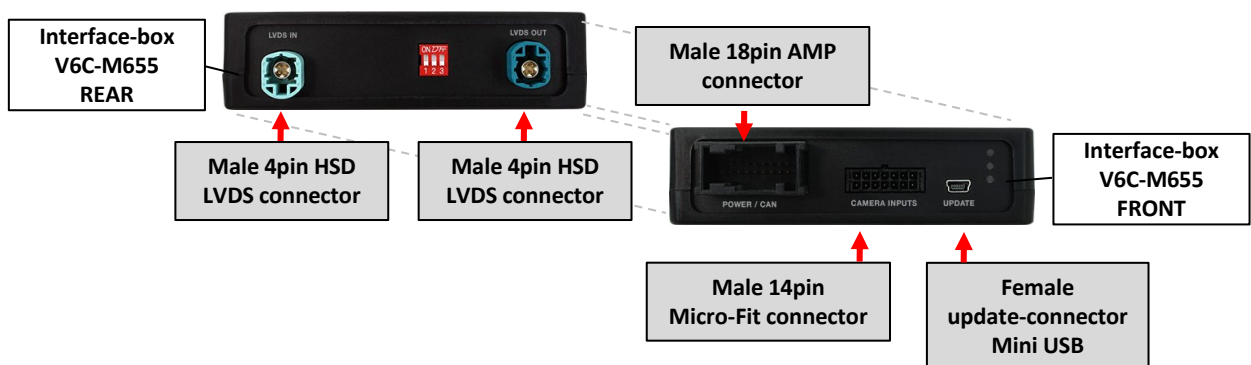 Interface-box
V6C-M655
REAR
LVDS IN
LVDS OUT
1 2 3
Male 18pin AMP
connector
Male 4pin HSD
LVDS connector
Male 4pin HSD
LVDS connector
POWER / CAN
CAMERA INPUTS
UPDATE
Interface-box
V6C-M655
FRONT
Male 14pin
Micro-Fit connector
Female
update-connector
Mini USB